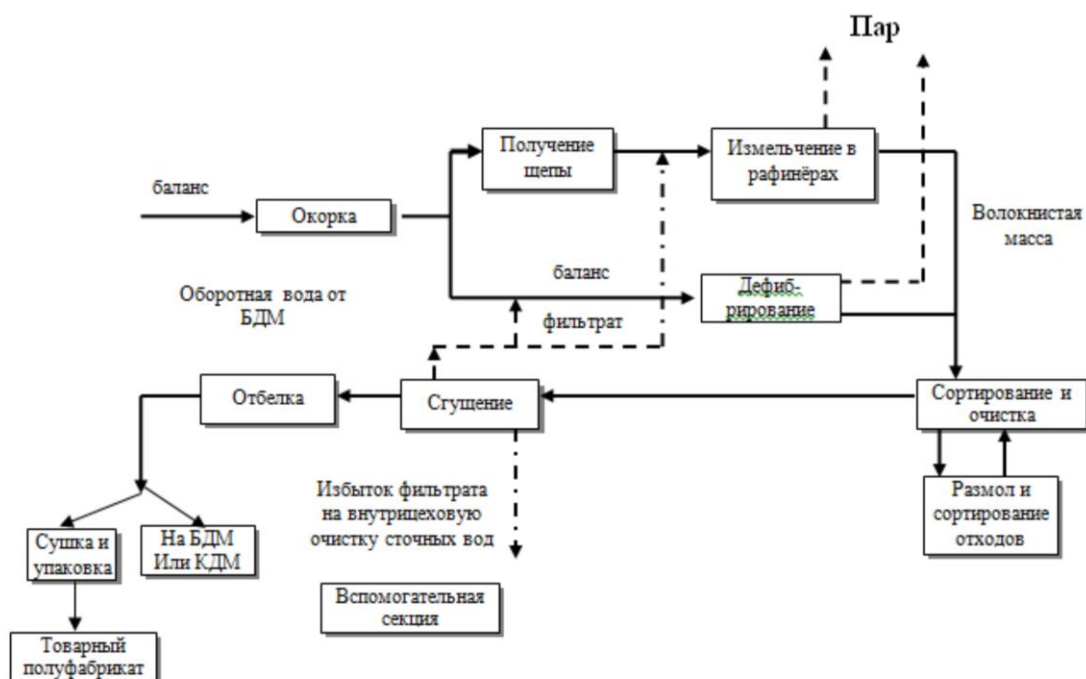 Пар
Получение
щепы
Измельчение в
рафинёрах
баланс
Окорка
Волокнистая
масса
баланс
Дефиб-
рирование
Оборотная вода от
БДМ
фильтрат
Отбелка
Сгущение
Сортирование и
очистка
Избыток фильтрата
на внутрицеховую
очистку сточных вод
Размол и
сортирование
отходов
Сушка и
упаковка
На БДМ
Или КДМ
Вспомогательная
секция
Товарный
полуфабрикат